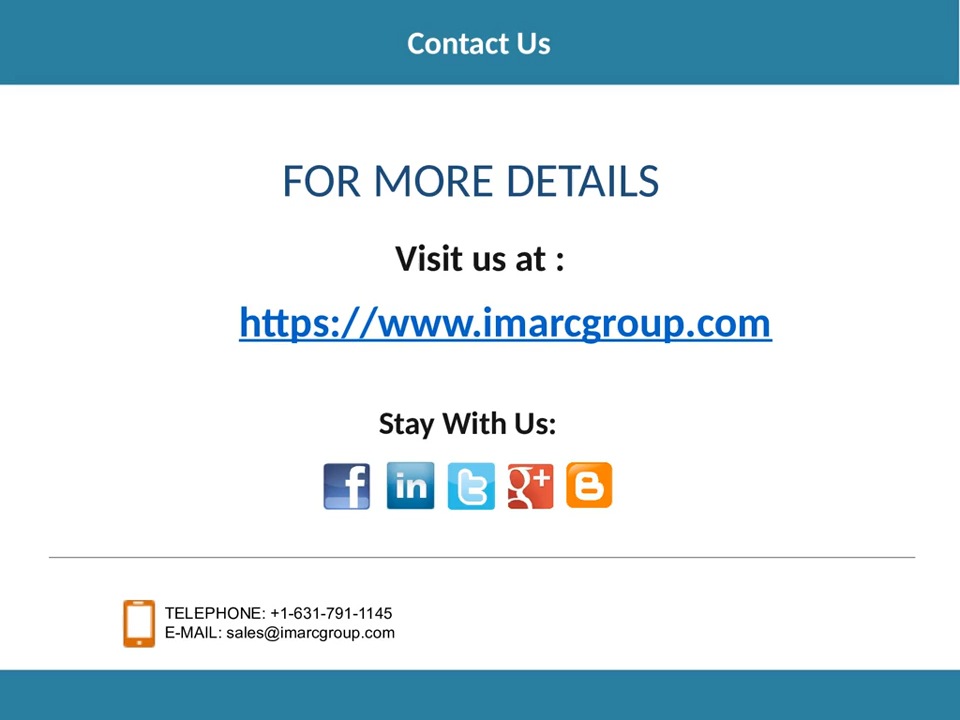 Contact Us
FOR MORE DETAILS
Visit us at :
https://www.imarcgroup.com
Stay With Us:
f in t g+ B
TELEPHONE: +1-631-791-1145
E-MAIL: sales@imarcgroup.com